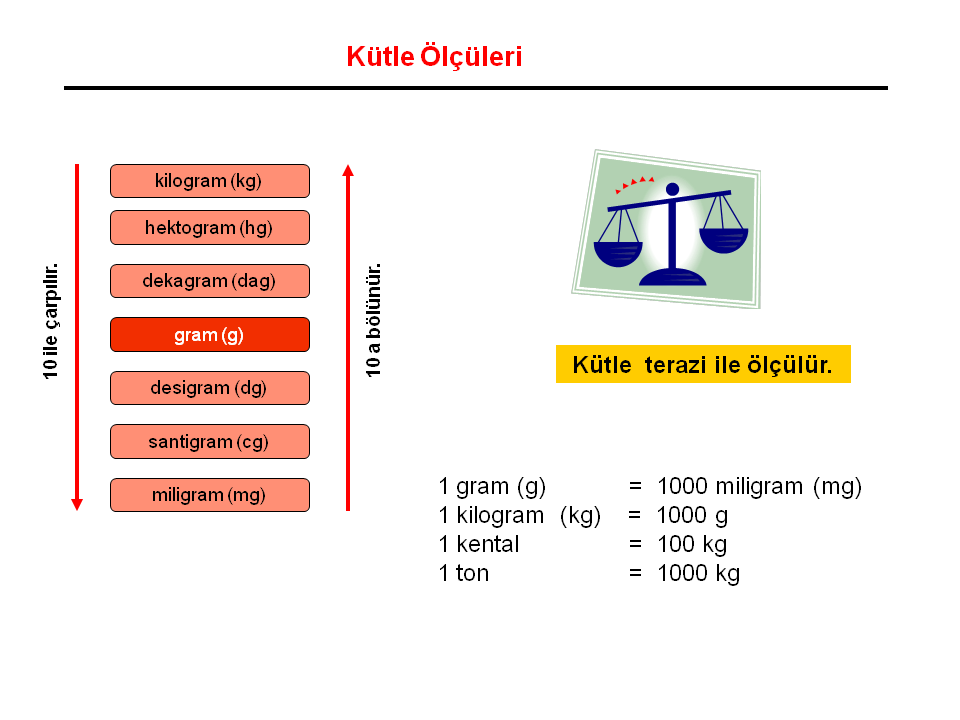 Kütle Ölçüleri
10 ile çarpılır.
kilogram (kg)
hektogram (hg)
dekagram (dag)
gram (g)
desigram (dg)
santigram (cg)
miligram (mg)
10 a bölünür.
Kütle terazi ile ölçülür.
1 gram (g) = 1000 miligram (mg)
1 kilogram (kg) = 1000 g
1 kental = 100 kg
1 ton = 1000 kg